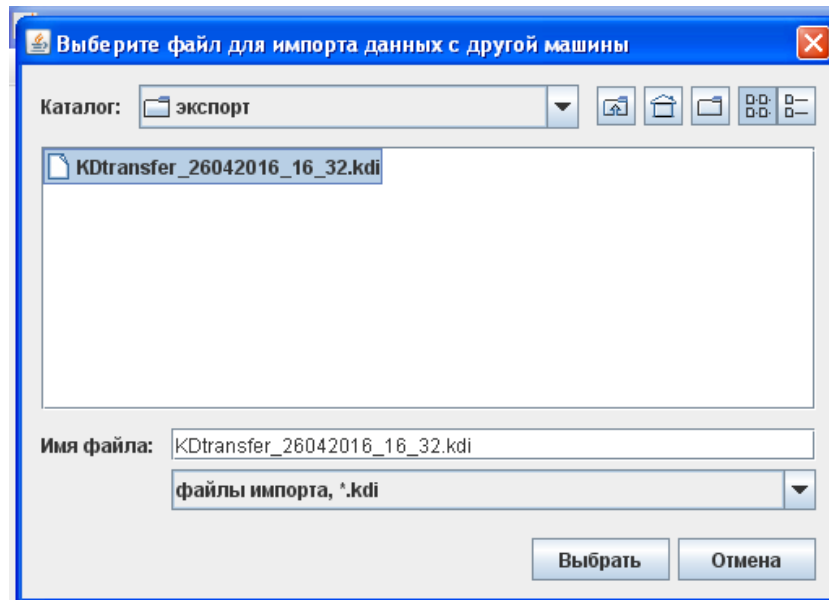 Выберите файл для импорта данных с другой машины
Каталог: экспорт
KDtransfer_26042016_16_32.kdi
Имя файла: KDtransfer_26042016_16_32.kdi
файлы импорта, *.kdi
Выбрать Отмена